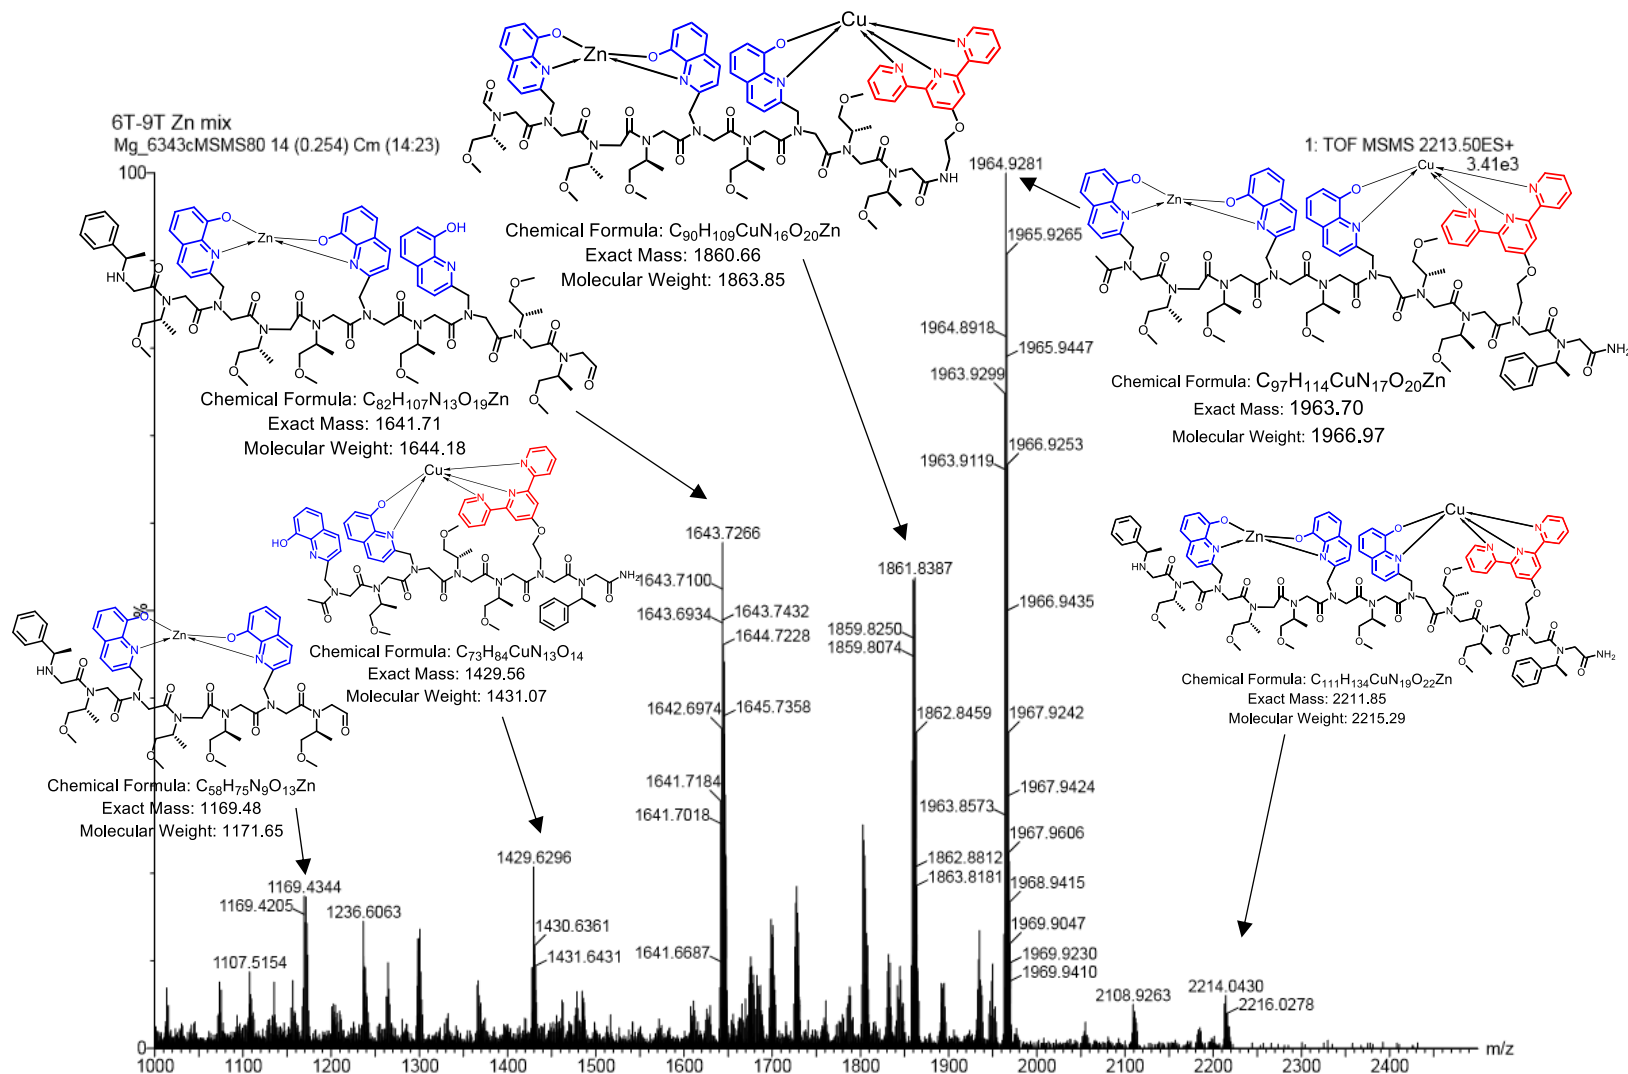 6T-9T Zn mix
Mg_6343cMSMS80 14 (0.254) Cm (14:23)
1: TOF MSMS 2213.50ES+
3.41e3
100
%
0
Chemical Formula: C90H109CuN16O20Zn
Exact Mass: 1860.66
Molecular Weight: 1863.85
Chemical Formula: C82H107N13O19Zn
Exact Mass: 1641.71
Molecular Weight: 1644.18
Chemical Formula: C97H114CuN17O20Zn
Exact Mass: 1963.70
Molecular Weight: 1966.97
Chemical Formula: C73H84CuN13O14
Exact Mass: 1429.56
Molecular Weight: 1431.07
Chemical Formula: C111H134CuN19O22Zn
Exact Mass: 2211.85
Molecular Weight: 2215.29
Chemical Formula: C58H75N9O13Zn
Exact Mass: 1169.48
Molecular Weight: 1171.65
1169.4344
1169.4205
1107.5154
1236.6063
1429.6296
1430.6361
1431.6431
1643.7266
1643.7100
1643.6934
1643.7432
1644.7228
1642.6974
1645.7358
1641.7184
1641.7018
1641.6687
1861.8387
1859.8250
1859.8074
1862.8459
1862.8812
1863.8181
1964.9281
1965.9265
1964.8918
1965.9447
1963.9299
1966.9253
1963.9119
1966.9435
1967.9242
1967.9424
1963.8573
1967.9606
1968.9415
1969.9047
1969.9230
1969.9410
2108.9263
2214.0430
2216.0278
1000 1100 1200 1300 1400 1500 1600 1700 1800 1900 2000 2100 2200 2300 2400
m/z